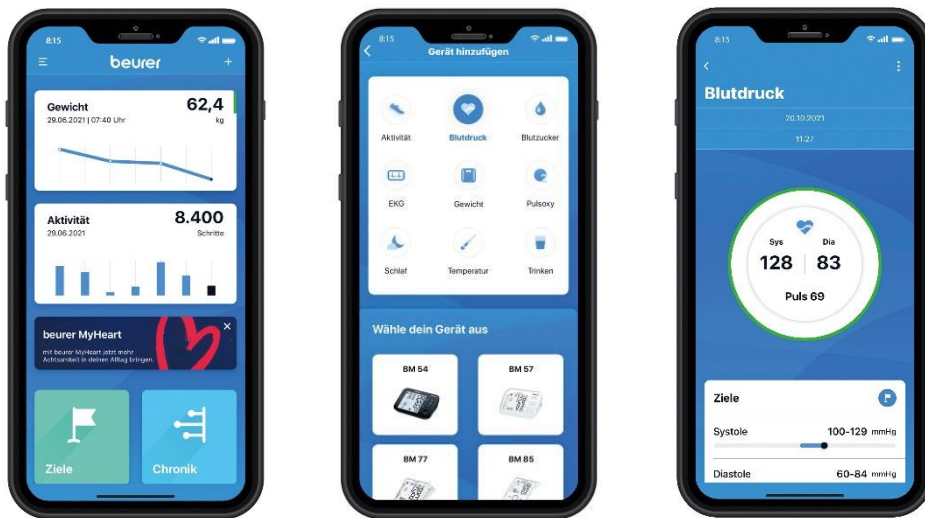 8:15
beurer
+
Gewicht
62,4
29.06.2021 | 07:40 Uhr
kg
Aktivität
8.400
29.06.2021
Schritte
beurer MyHeart
mit beurer MyHeart jetzt mehr
Achtsamkeit in deinen Alltag bringen.
Ziele
Chronik
8:15
Gerät hinzufügen
Aktivität
Blutdruck
Blutzucker
EKG
Gewicht
Pulsoxy
Schlaf
Temperatur
Trinken
Wähle dein Gerät aus
BM 54
BM 57
BM 77
BM 85
8:15
Blutdruck
20.10.2021
11:27
Sys
Dia
128
83
Puls 69
Ziele
Systole
100-129 mmHg
Diastole
60-84 mmHg